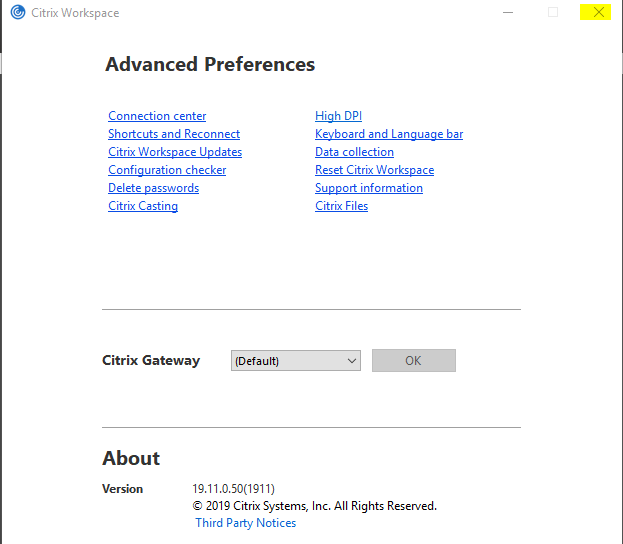 Citrix Workspace
Advanced Preferences
Connection center
Shortcuts and Reconnect
Citrix Workspace Updates
Configuration checker
Delete passwords
Citrix Casting
High DPI
Keyboard and Language bar
Data collection
Reset Citrix Workspace
Support information
Citrix Files
Citrix Gateway (Default) OK
About
Version 19.11.0.50(1911)
© 2019 Citrix Systems, Inc. All Rights Reserved.
Third Party Notices